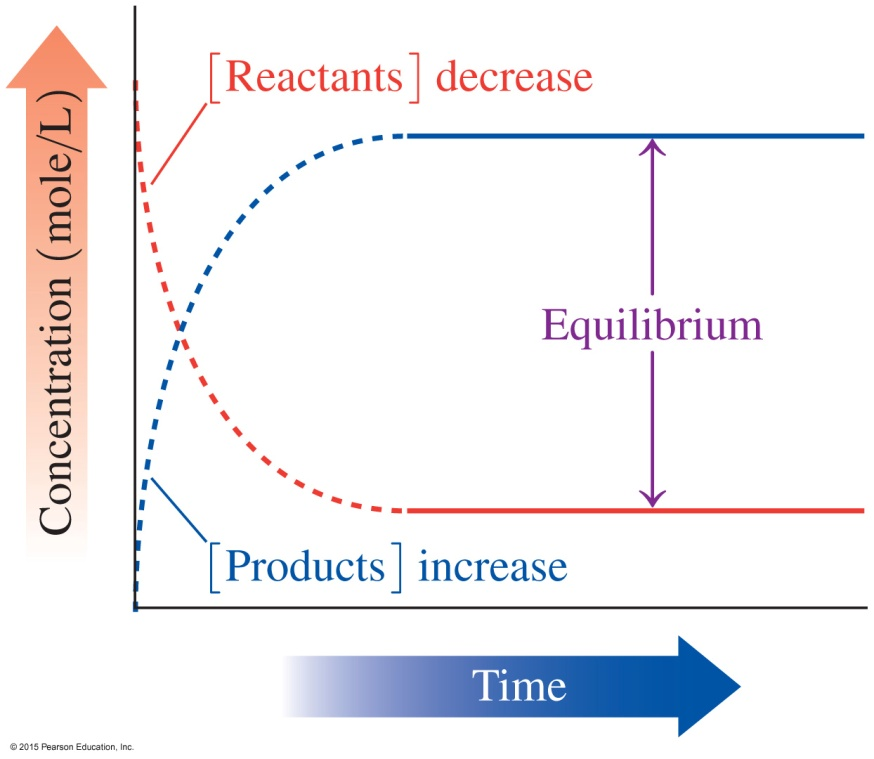 [Reactants] decrease
Concentration (mole/L)
Equilibrium
[Products] increase
Time
© 2015 Pearson Education, Inc.